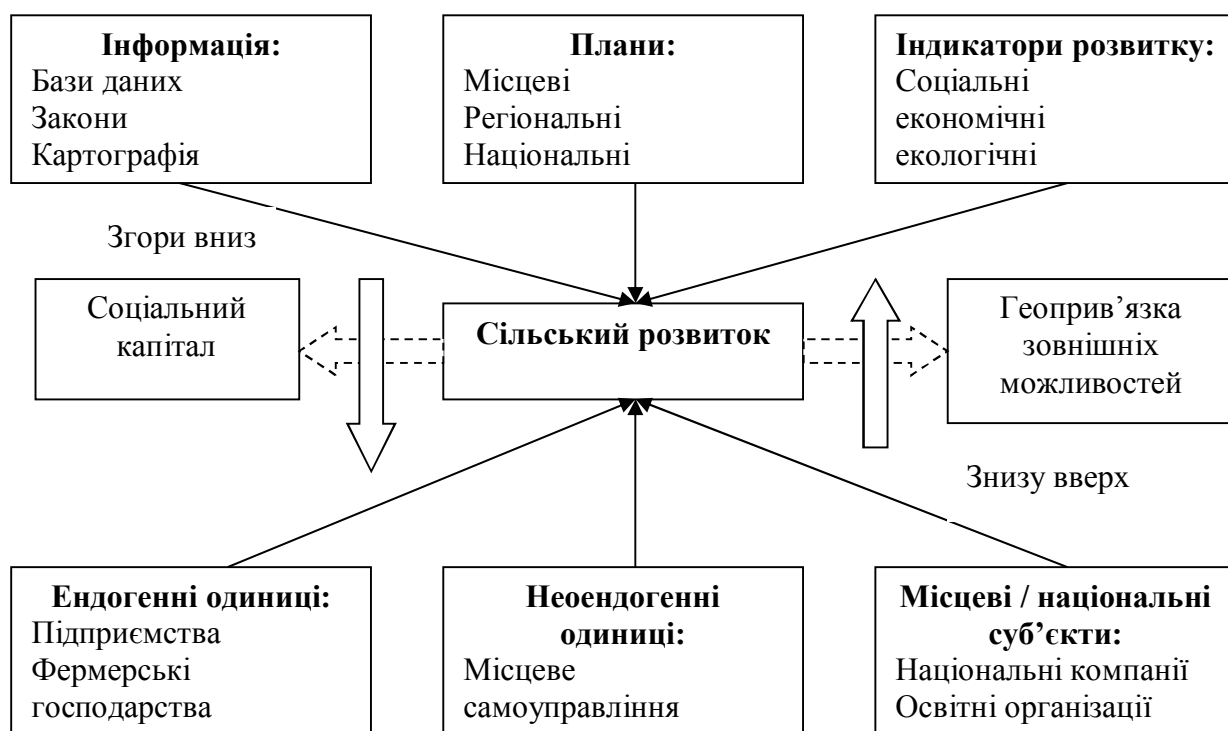 Інформація:
Бази даних
Закони
Картографія
Плани:
Місцеві
Регіональні
Національні
Індикатори розвитку:
Соціальні
економічні
екологічні
Згори вниз
Соціальний
капітал
Сільський розвиток
Геоприв’язка
зовнішніх
можливостей
Знизу вверх
Ендогенні одиниці:
Підприємства
Фермерські
господарства
Неоендогенні
одиниці:
Місцеве
самоуправління
Місцеві / національні
суб’єкти:
Національні компанії
Освітні організації